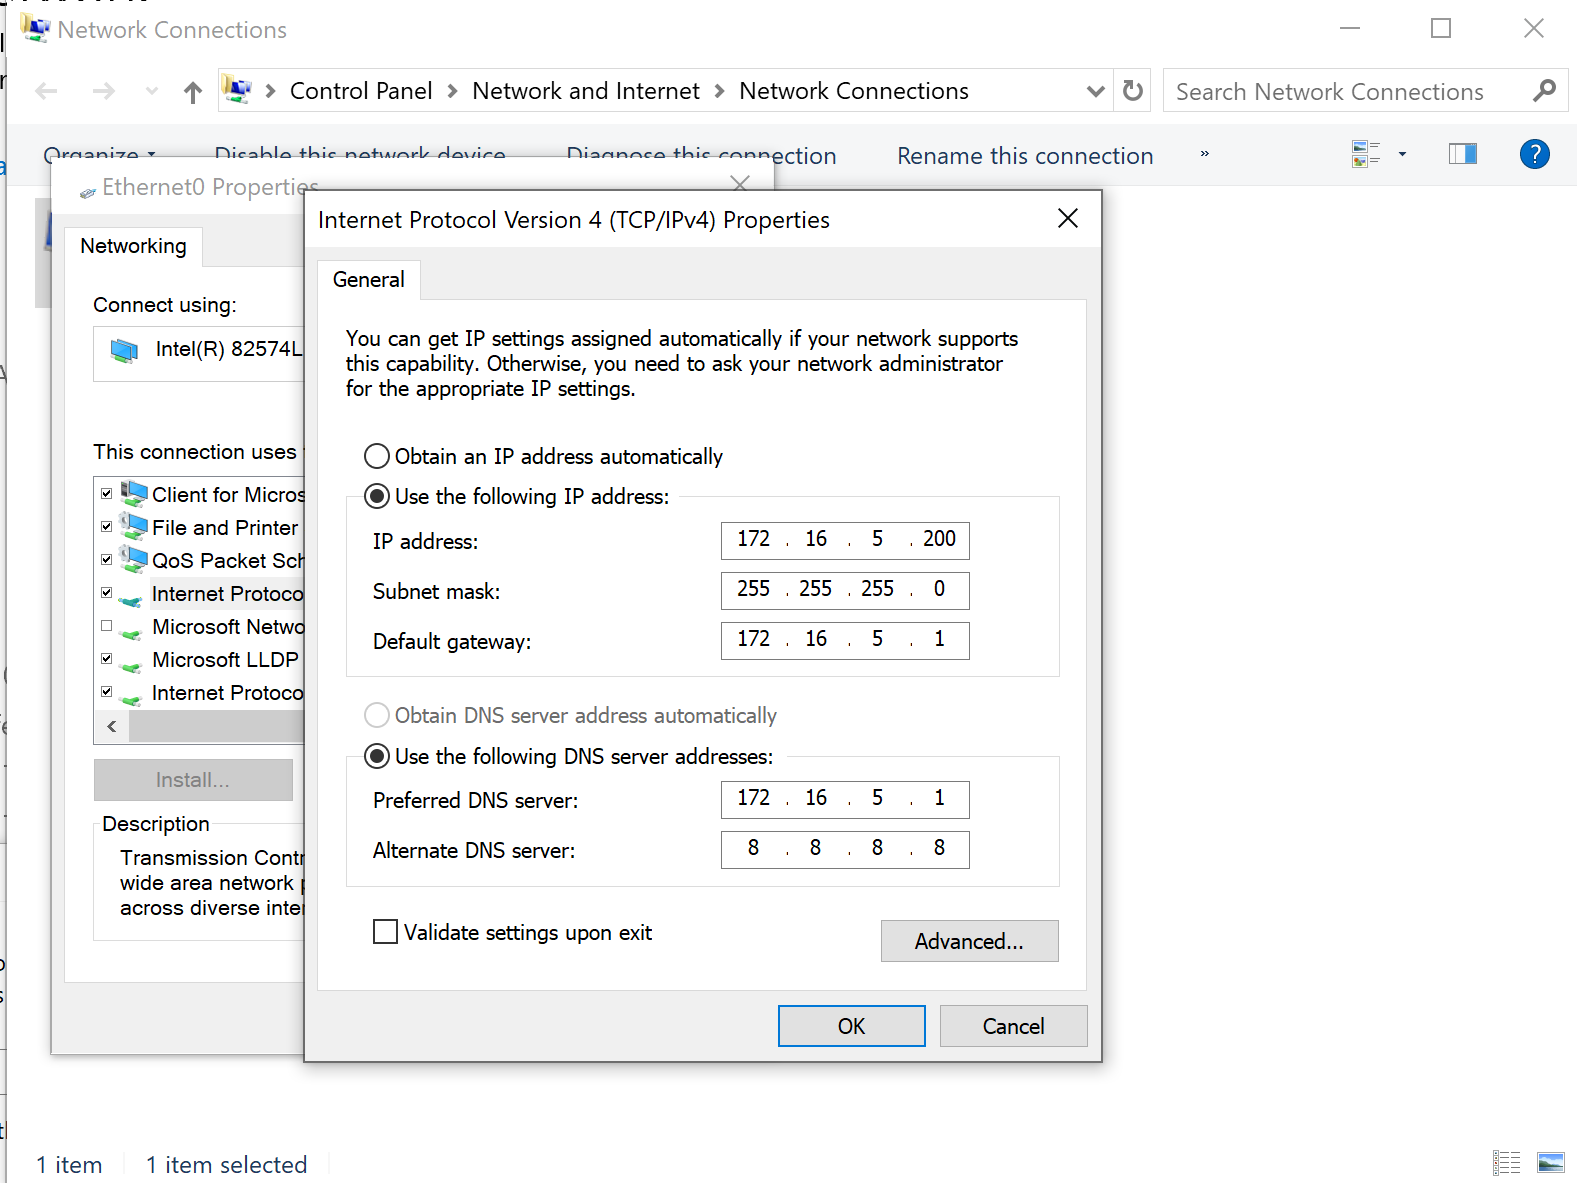 Network Connections
Control Panel > Network and Internet > Network Connections
Search Network Connections
Organize
Disable this network device
Diagnose this connection
Rename this connection
»
?
Ethernet0 Properties
Networking
Connect using:
Intel(R) 82574L
This connection uses
Client for Micros
File and Printer
QoS Packet Sch
Internet Protoco
Microsoft Netwo
Microsoft LLDP
Internet Protoco
Install...
Description
Transmission Contr
wide area network
across diverse inter
Internet Protocol Version 4 (TCP/IPv4) Properties
General
You can get IP settings assigned automatically if your network supports
this capability. Otherwise, you need to ask your network administrator
for the appropriate IP settings.
Obtain an IP address automatically
Use the following IP address:
IP address: 172 . 16 . 5 . 200
Subnet mask: 255 . 255 . 255 . 0
Default gateway: 172 . 16 . 5 . 1
Obtain DNS server address automatically
Use the following DNS server addresses:
Preferred DNS server: 172 . 16 . 5 . 1
Alternate DNS server: 8 . 8 . 8 . 8
Validate settings upon exit
Advanced...
OK
Cancel
1 item
1 item selected